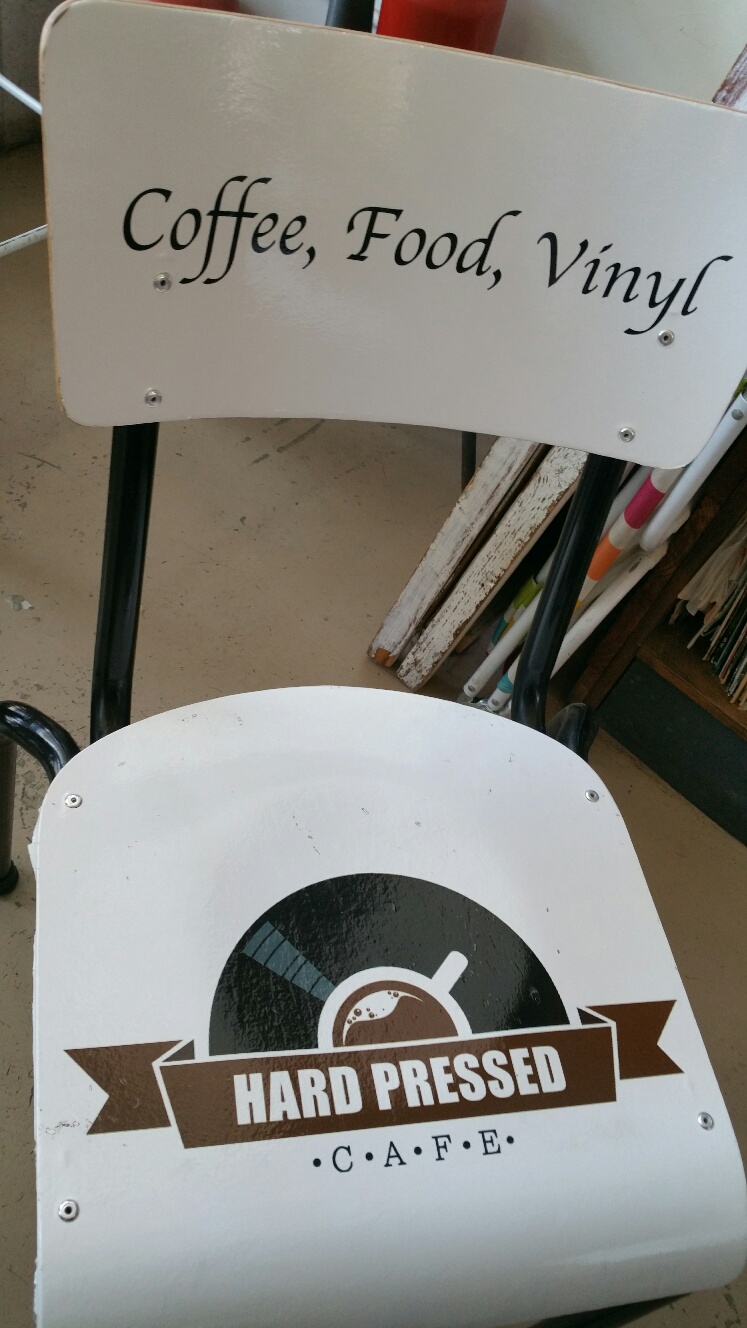 Coffee, Food, Vinyl
HARD PRESSED
•C•A•F•E•